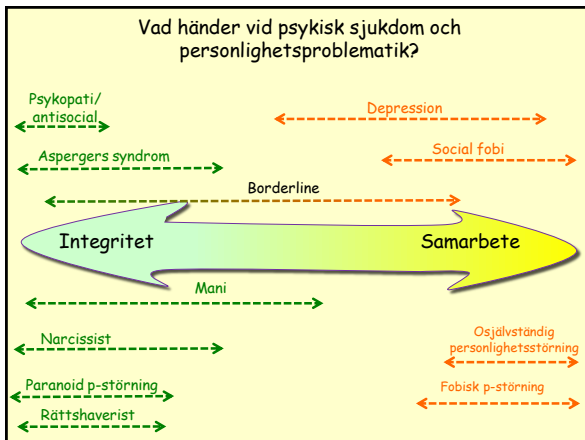 Vad händer vid psykisk sjukdom och
personlighetsproblematik?
Psykopati/
antisocial
Depression
Aspergers syndrom
Social fobi
Borderline
Integritet
Samarbete
Mani
Narcissist
Osjälvständig
personlighetsstörning
Paranoid p-störning
Fobisk p-störning
Rättshaverist